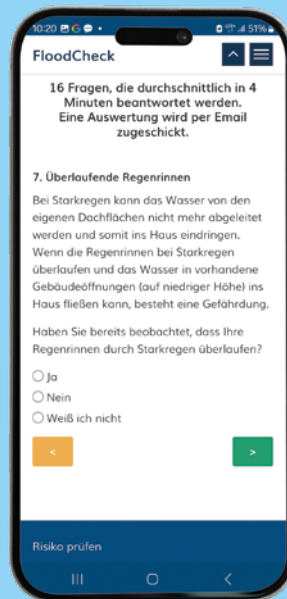 10:20
51%
FloodCheck
16 Fragen, die durchschnittlich in 4
Minuten beantwortet werden.
Eine Auswertung wird per Email
zugeschickt.
7. Überlaufende Regenrinnen
Bei Starkregen kann das Wasser von den
eigenen Dachflächen nicht mehr abgeleitet
werden und somit ins Haus eindringen.
Wenn die Regenrinnen bei Starkregen
überlaufen und das Wasser in vorhandene
Gebäudeöffnungen (auf niedriger Höhe) ins
Haus fließen kann, besteht eine Gefährdung.
Haben Sie bereits beobachtet, dass Ihre
Regenrinnen durch Starkregen überlaufen?
Ja
Nein
Weiß ich nicht
<
>
Risiko prüfen